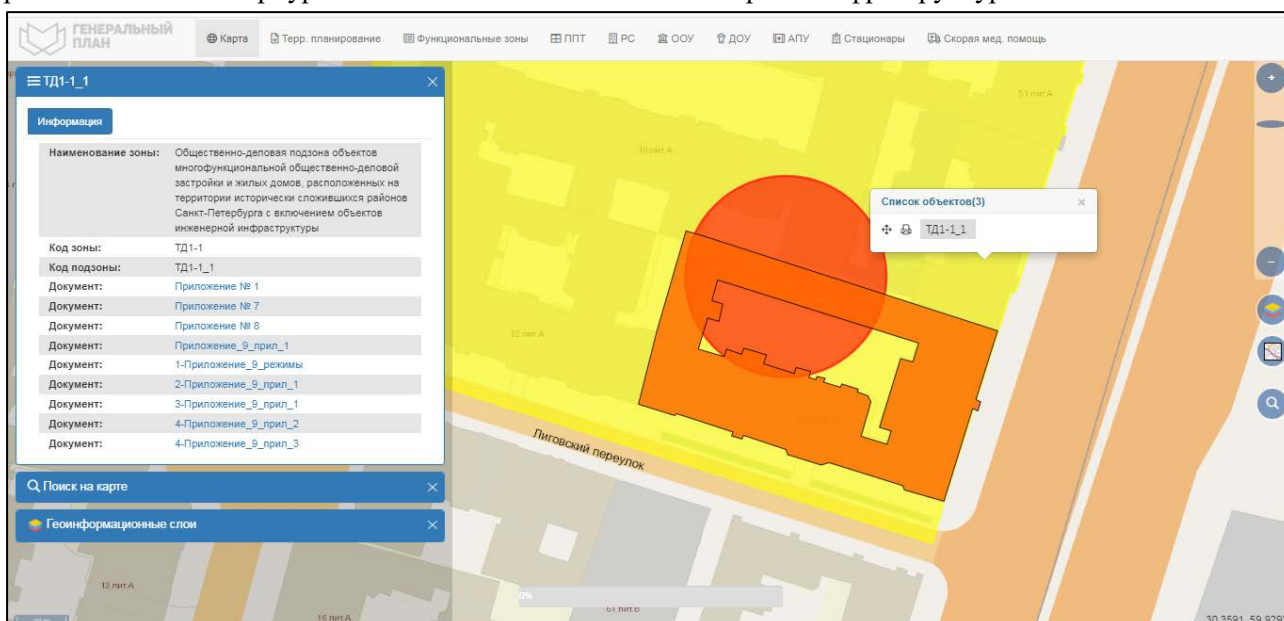 ГЕНЕРАЛЬНЫЙ
ПЛАН
Карта
Терр. планирование
Функциональные зоны
ППТ
РС
ООУ
ДОУ
АПУ
Стационары
Скорая мед. помощь
ТД1-1_1
Информация
Наименование зоны: Общественно-деловая подзона объектов
многофункциональной общественно-деловой
застройки и жилых домов, расположенных на
территории исторически сложившихся районов
Санкт-Петербурга с включением объектов
инженерной инфраструктуры
Код зоны: ТД1-1
Код подзоны: ТД1-1_1
Документ: Приложение № 1
Документ: Приложение № 7
Документ: Приложение № 8
Документ: Приложение_9_прил_1
Документ: 1-Приложение_9_режимы
Документ: 2-Приложение_9_прил_1
Документ: 3-Приложение_9_прил_1
Документ: 4-Приложение_9_прил_2
Документ: 4-Приложение_9_прил_3
Поиск на карте
Геоинформационные слои
51 лит.А
10 лит.А
Список объектов(3)
ТД1-1_1
12 лит.А
Лиговский переулок
13 лит.А
16 лит.А
0%
61 лит.Б